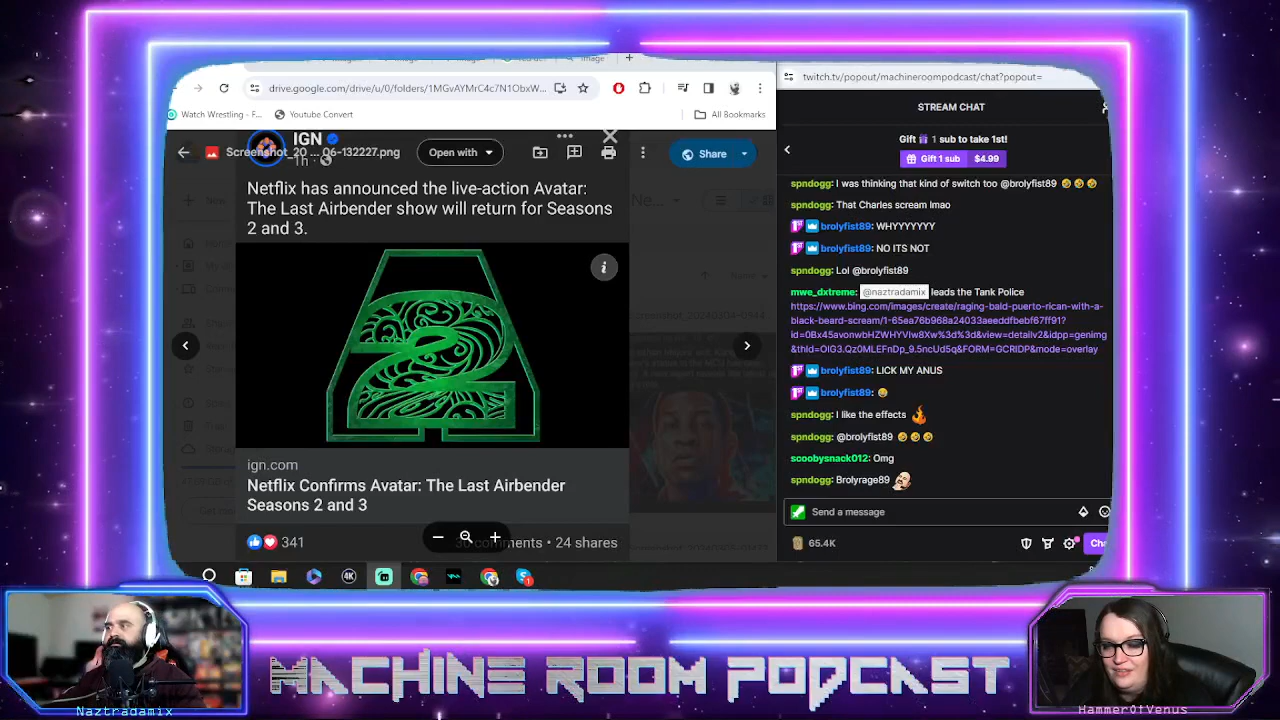 drive.google.com/drive/u/0/folders/1MGvAYMrC4c7N1ObxW...
Watch Wrestling - F...
Youtube Convert
All Bookmarks
IGN
Screenshot_20 ... 06-132227.png
Open with
Share
Netflix has announced the live-action Avatar:
The Last Airbender show will return for Seasons
2 and 3.
2
ign.com
Netflix Confirms Avatar: The Last Airbender
Seasons 2 and 3
341
comments • 24 shares
twitch.tv/popout/machineroompodcast/chat?popout=
STREAM CHAT
Gift 1 sub to take 1st!
Gift 1 sub $4.99
spndogg: I was thinking that kind of switch too @brolyfist89
spndogg: That Charles scream lmao
brolyfist89: WHYYYYYYY
brolyfist89: NO ITS NOT
spndogg: Lol @brolyfist89
mwe_dxtreme: @naztradamix leads the Tank Police
https://www.bing.com/images/create/raging-bald-puerto-rican-with-a-
black-beard-scream/1-65ea76b968a24033aeeddfbebf67ff91?
id=0Bx45avonwbHZWHYVIw8Xw%3d%3d&view=detailv2&idpp=genimg
&thId=OIG3.Qz0MLEFnDp_9.5ncUd5q&FORM=GCRIDP&mode=overlay
brolyfist89: LICK MY ANUS
brolyfist89:
spndogg: I like the effects
spndogg: @brolyfist89
scoobysnack012: Omg
spndogg: Brolyrage89
Send a message
65.4K
4K
MACHINE ROOM PODCAST
Naztradamix
HammerOfVenus